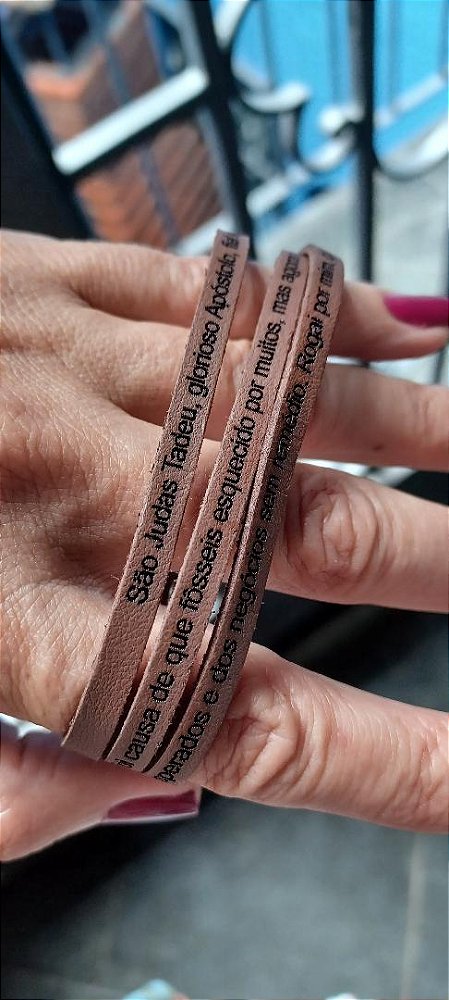 São Judas Tadeu, glorioso Apóstolo,
causa de que fôsseis esquecido por muitos, mas
perados e dos negócios sem remédio. Rogai por mim,